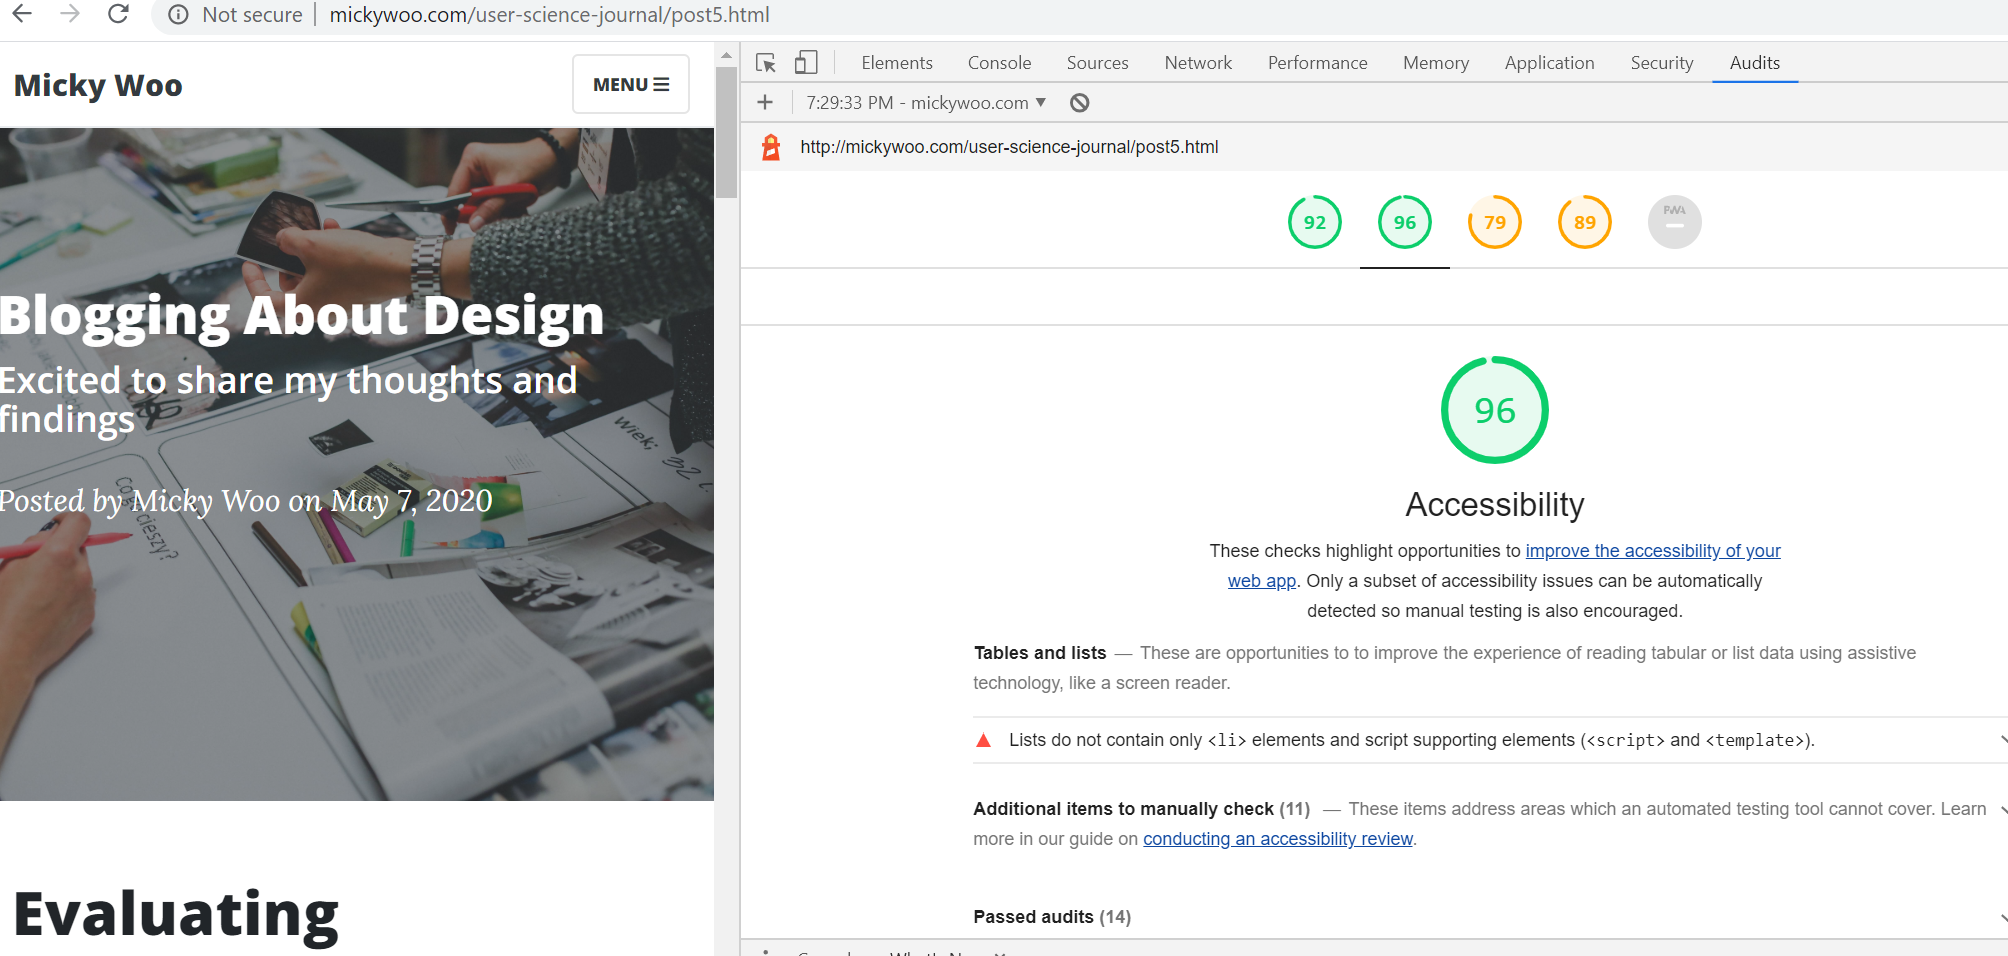 Not secure | mickywoo.com/user-science-journal/post5.html
Micky Woo
MENU
Blogging About Design
Excited to share my thoughts and
findings
Posted by Micky Woo on May 7, 2020
Wiek; 32 l.
cieszy?
Evaluating
Elements Console Sources Network Performance Memory Application Security Audits
7:29:33 PM - mickywoo.com
http://mickywoo.com/user-science-journal/post5.html
92 96 79 89 PWA
96
Accessibility
These checks highlight opportunities to improve the accessibility of your
web app. Only a subset of accessibility issues can be automatically
detected so manual testing is also encouraged.
Tables and lists — These are opportunities to to improve the experience of reading tabular or list data using assistive
technology, like a screen reader.
Lists do not contain only <li> elements and script supporting elements (<script> and <template>).
Additional items to manually check (11) — These items address areas which an automated testing tool cannot cover. Learn
more in our guide on conducting an accessibility review.
Passed audits (14)